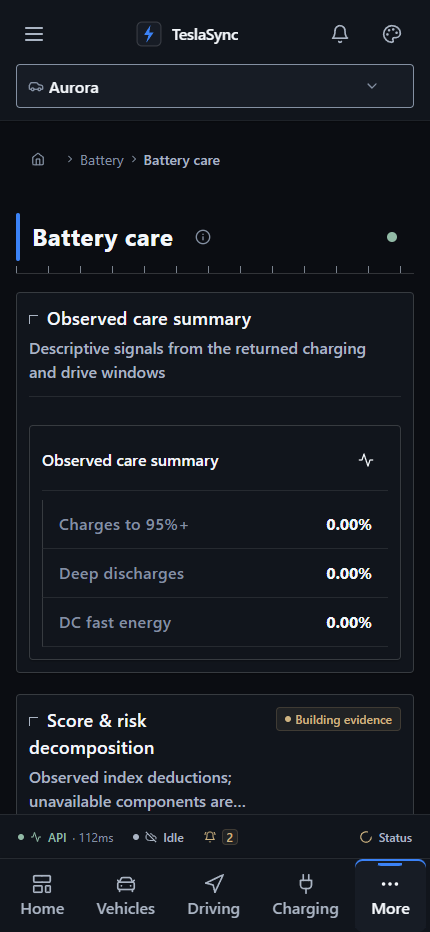 TeslaSync
Aurora
Battery
Battery care
Battery care
Observed care summary
Descriptive signals from the returned charging
and drive windows
Observed care summary
Charges to 95%+ 0.00%
Deep discharges 0.00%
DC fast energy 0.00%
Score & risk
decomposition
Building evidence
Observed index deductions;
unavailable components are...
API · 112ms Idle 2 Status
Home Vehicles Driving Charging More